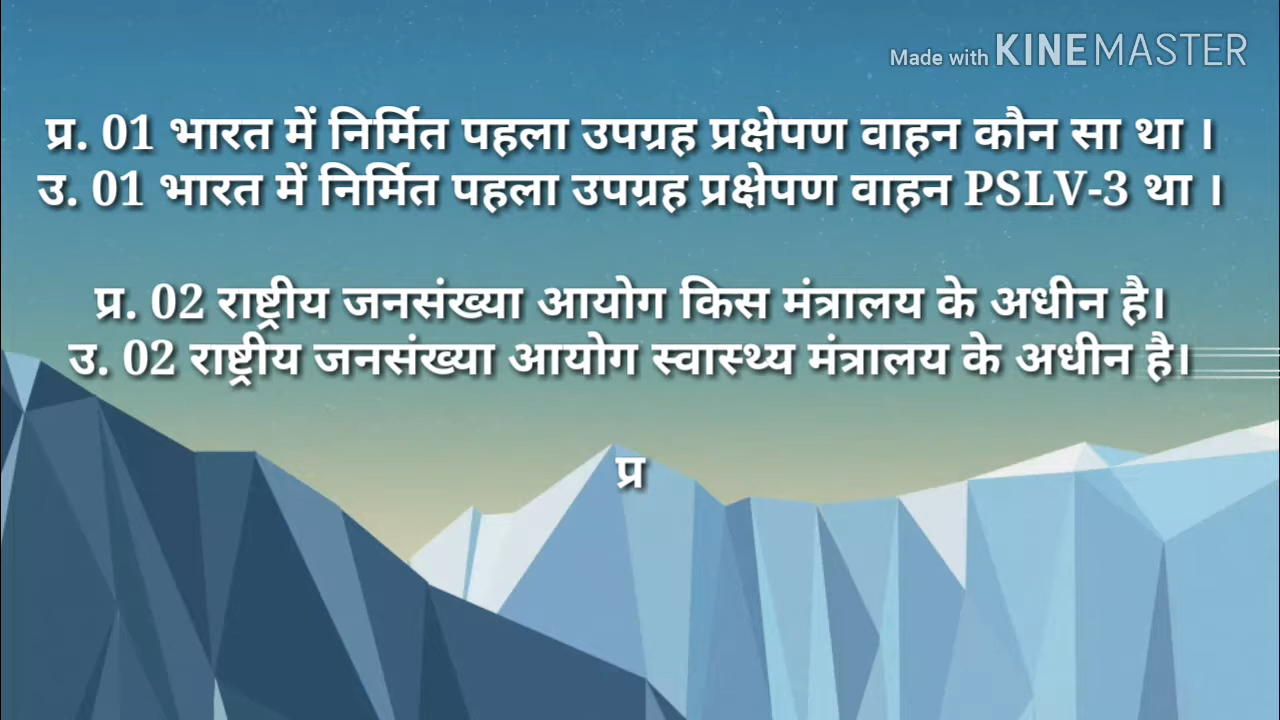 Made with KINEMASTER
प्र. 01 भारत में निर्मित पहला उपग्रह प्रक्षेपण वाहन कौन सा था ।
उ. 01 भारत में निर्मित पहला उपग्रह प्रक्षेपण वाहन PSLV-3 था ।
प्र. 02 राष्ट्रीय जनसंख्या आयोग किस मंत्रालय के अधीन है।
उ. 02 राष्ट्रीय जनसंख्या आयोग स्वास्थ्य मंत्रालय के अधीन है।
प्र